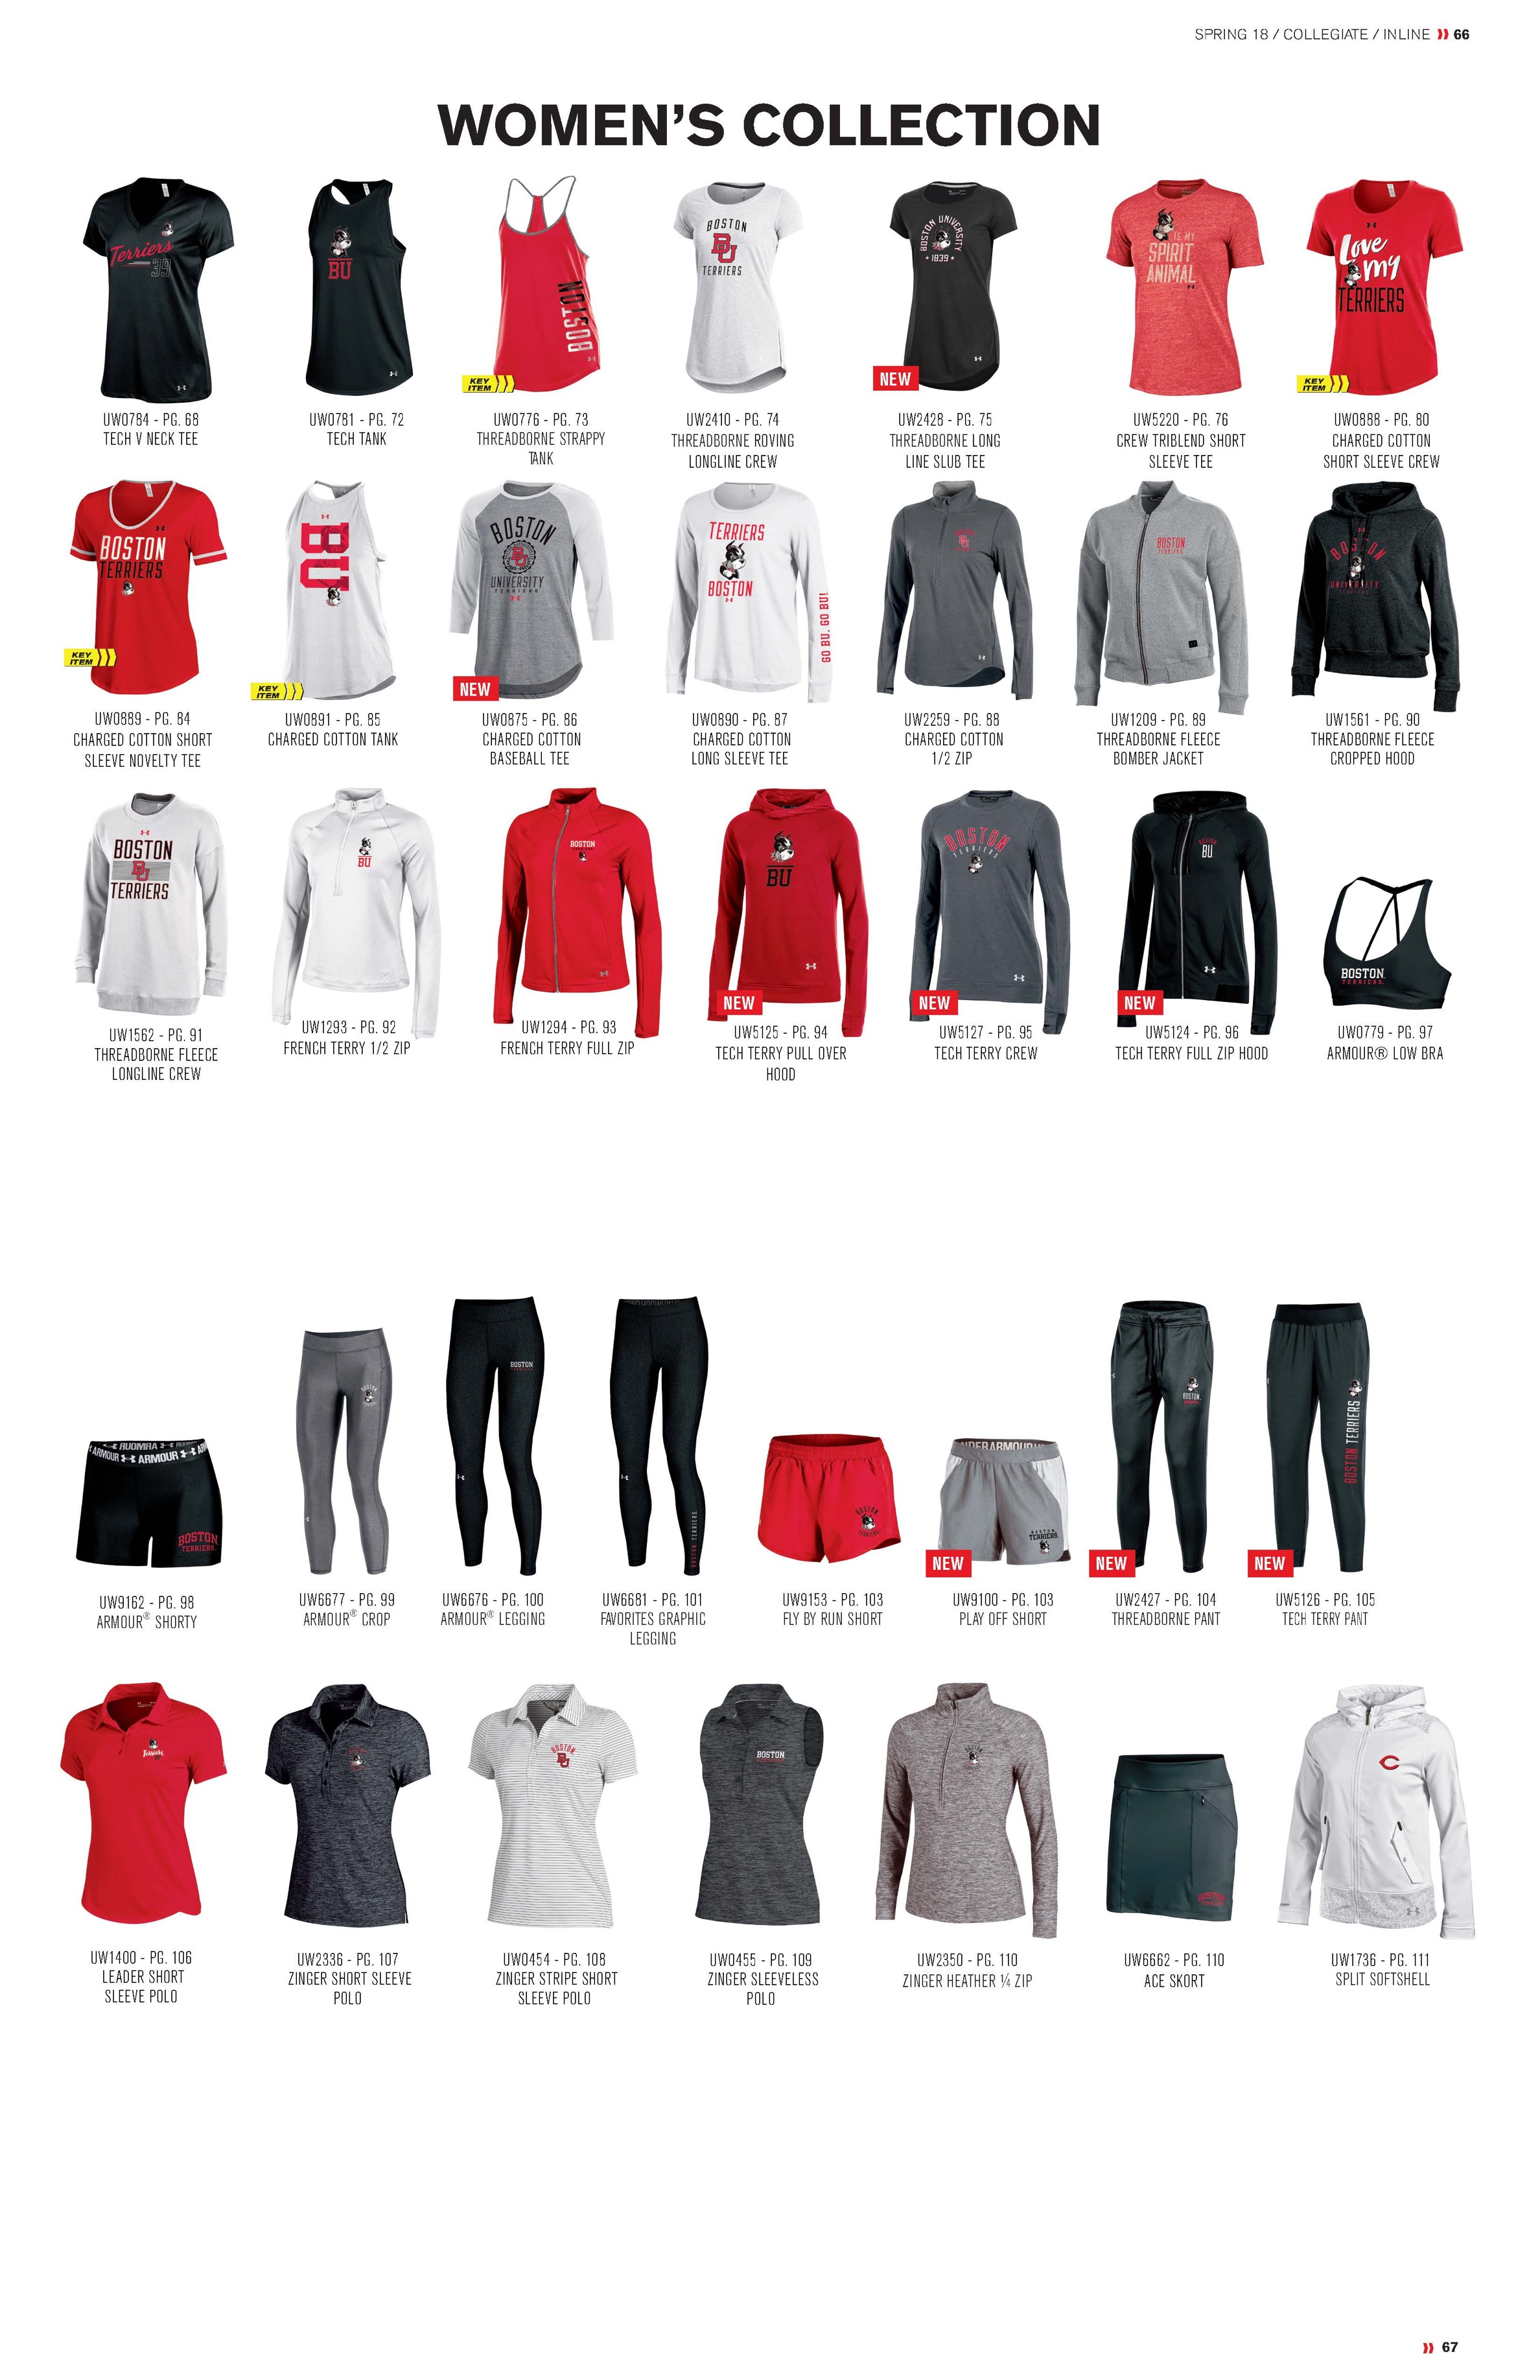 SPRING 18 / COLLEGIATE / INLINE 66
WOMEN'S COLLECTION
Terriers
39
BU
BOSTON
BOSTON
BU
TERRIERS
BOSTON UNIVERSITY
★ 1839 ★
IS MY
SPIRIT
ANIMAL
Love
my
TERRIERS
KEY
ITEM
NEW
KEY
ITEM
UW0784 - PG. 68
TECH V NECK TEE
UW0781 - PG. 72
TECH TANK
UW0776 - PG. 73
THREADBORNE STRAPPY
TANK
UW2410 - PG. 74
THREADBORNE ROVING
LONGLINE CREW
UW2428 - PG. 75
THREADBORNE LONG
LINE SLUB TEE
UW5220 - PG. 76
CREW TRIBLEND SHORT
SLEEVE TEE
UW0888 - PG. 80
CHARGED COTTON
SHORT SLEEVE CREW
BOSTON
TERRIERS
BU
BOSTON
BU
UNIVERSITY
TERRIERS
TERRIERS
BOSTON
GO BU, GO BU!
BU
BOSTON
TERRIERS
BOSTON
UNIVERSITY
TERRIERS
KEY
ITEM
KEY
ITEM
NEW
UW0889 - PG. 84
CHARGED COTTON SHORT
SLEEVE NOVELTY TEE
UW0891 - PG. 85
CHARGED COTTON TANK
UW0875 - PG. 86
CHARGED COTTON
BASEBALL TEE
UW0890 - PG. 87
CHARGED COTTON
LONG SLEEVE TEE
UW2259 - PG. 88
CHARGED COTTON
1/2 ZIP
UW1209 - PG. 89
THREADBORNE FLEECE
BOMBER JACKET
UW1561 - PG. 90
THREADBORNE FLEECE
CROPPED HOOD
BOSTON
BU
TERRIERS
BU
BOSTON
BU
BOSTON
TERRIERS
BOSTON
BU
BOSTON
TERRIERS
NEW
NEW
NEW
UW1562 - PG. 91
THREADBORNE FLEECE
LONGLINE CREW
UW1293 - PG. 92
FRENCH TERRY 1/2 ZIP
UW1294 - PG. 93
FRENCH TERRY FULL ZIP
UW5125 - PG. 94
TECH TERRY PULL OVER
HOOD
UW5127 - PG. 95
TECH TERRY CREW
UW5124 - PG. 96
TECH TERRY FULL ZIP HOOD
UW0779 - PG. 97
ARMOUR® LOW BRA
ARMOUR ARMOUR
BOSTON
TERRIERS
BOSTON
BOSTON TERRIERS
BOSTON
TERRIERS
UNDERARMOUR
BOSTON
TERRIERS
BOSTON
BOSTON TERRIERS
NEW
NEW
NEW
UW9162 - PG. 98
ARMOUR® SHORTY
UW6677 - PG. 99
ARMOUR® CROP
UW6676 - PG. 100
ARMOUR® LEGGING
UW6681 - PG. 101
FAVORITES GRAPHIC
LEGGING
UW9153 - PG. 103
FLY BY RUN SHORT
UW9100 - PG. 103
PLAY OFF SHORT
UW2427 - PG. 104
THREADBORNE PANT
UW5126 - PG. 105
TECH TERRY PANT
Terriers
BOSTON
BU
BOSTON
BOSTON
C
UW1400 - PG. 106
LEADER SHORT
SLEEVE POLO
UW2336 - PG. 107
ZINGER SHORT SLEEVE
POLO
UW0454 - PG. 108
ZINGER STRIPE SHORT
SLEEVE POLO
UW0455 - PG. 109
ZINGER SLEEVELESS
POLO
UW2350 - PG. 110
ZINGER HEATHER ¼ ZIP
UW6662 - PG. 110
ACE SKORT
UW1736 - PG. 111
SPLIT SOFTSHELL
67